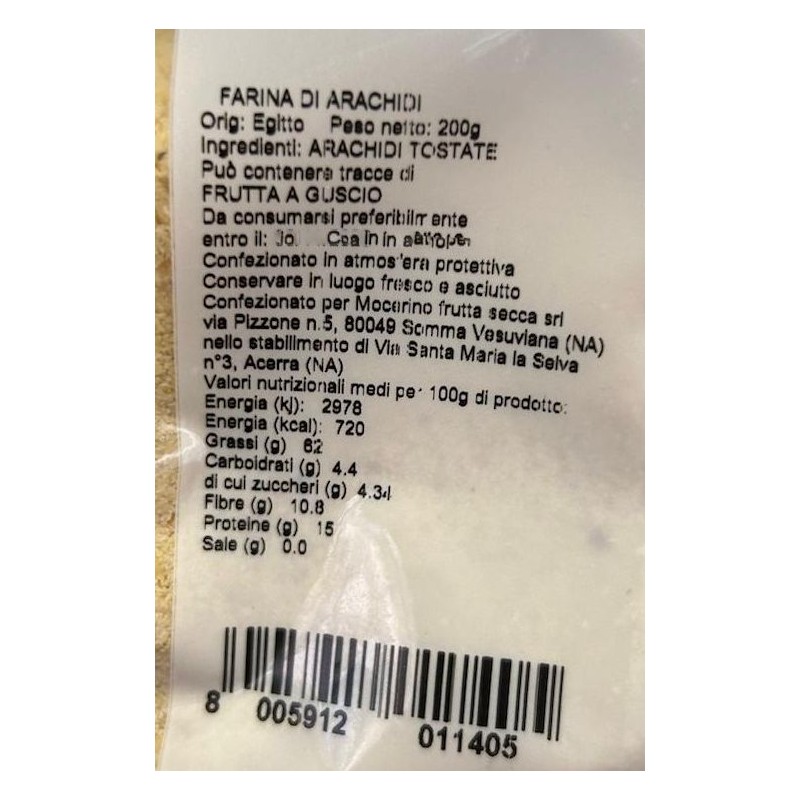 FARINA DI ARACHIDI
Orig: Egitto Peso netto: 200g
Ingredienti: ARACHIDI TOSTATE
Può contenere tracce di
FRUTTA A GUSCIO
Da consumarsi preferibilmente
entro il:
Confezionato in atmosfera protettiva
Conservare in luogo fresco e asciutto
Confezionato per Mocerino frutta secca srl
via Pizzone n.5, 80049 Somma Vesuviana (NA)
nello stabilimento di Via Santa Maria la Selva
n°3, Acerra (NA)
Valori nutrizionali medi per 100g di prodotto:
Energia (kj): 2978
Energia (kcal): 720
Grassi (g) 62
Carboidrati (g) 4.4
di cui zuccheri (g) 4.34
Fibre (g) 10.8
Proteine (g) 15
Sale (g) 0.0
8 005912 011405